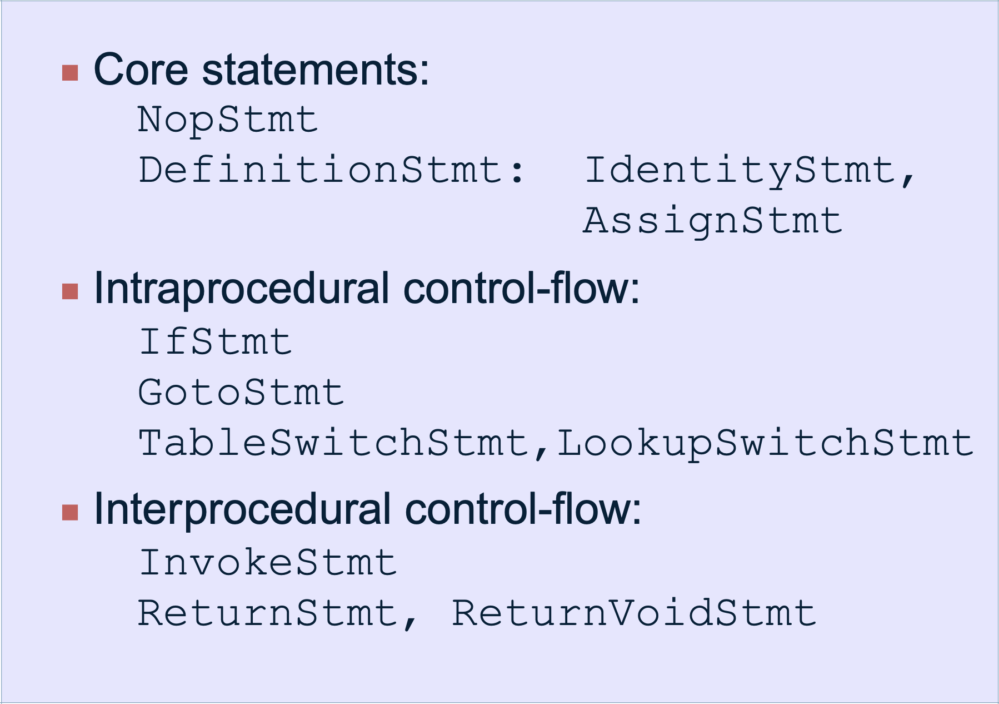 Core statements:
NopStmt
DefinitionStmt: IdentityStmt,
AssignStmt
Intraprocedural control-flow:
IfStmt
GotoStmt
TableSwitchStmt,LookupSwitchStmt
Interprocedural control-flow:
InvokeStmt
ReturnStmt, ReturnVoidStmt